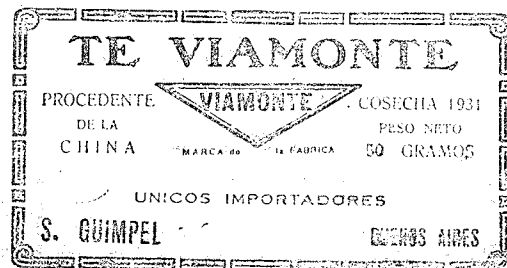 TE VIAMONTE
PROCEDENTE
DE LA
CHINA
VIAMONTE
MARCA de la FABRICA
COSECHA 1931
PESO NETO
50 GRAMOS
UNICOS IMPORTADORES
S. GUIMPEL
BUENOS AIRES